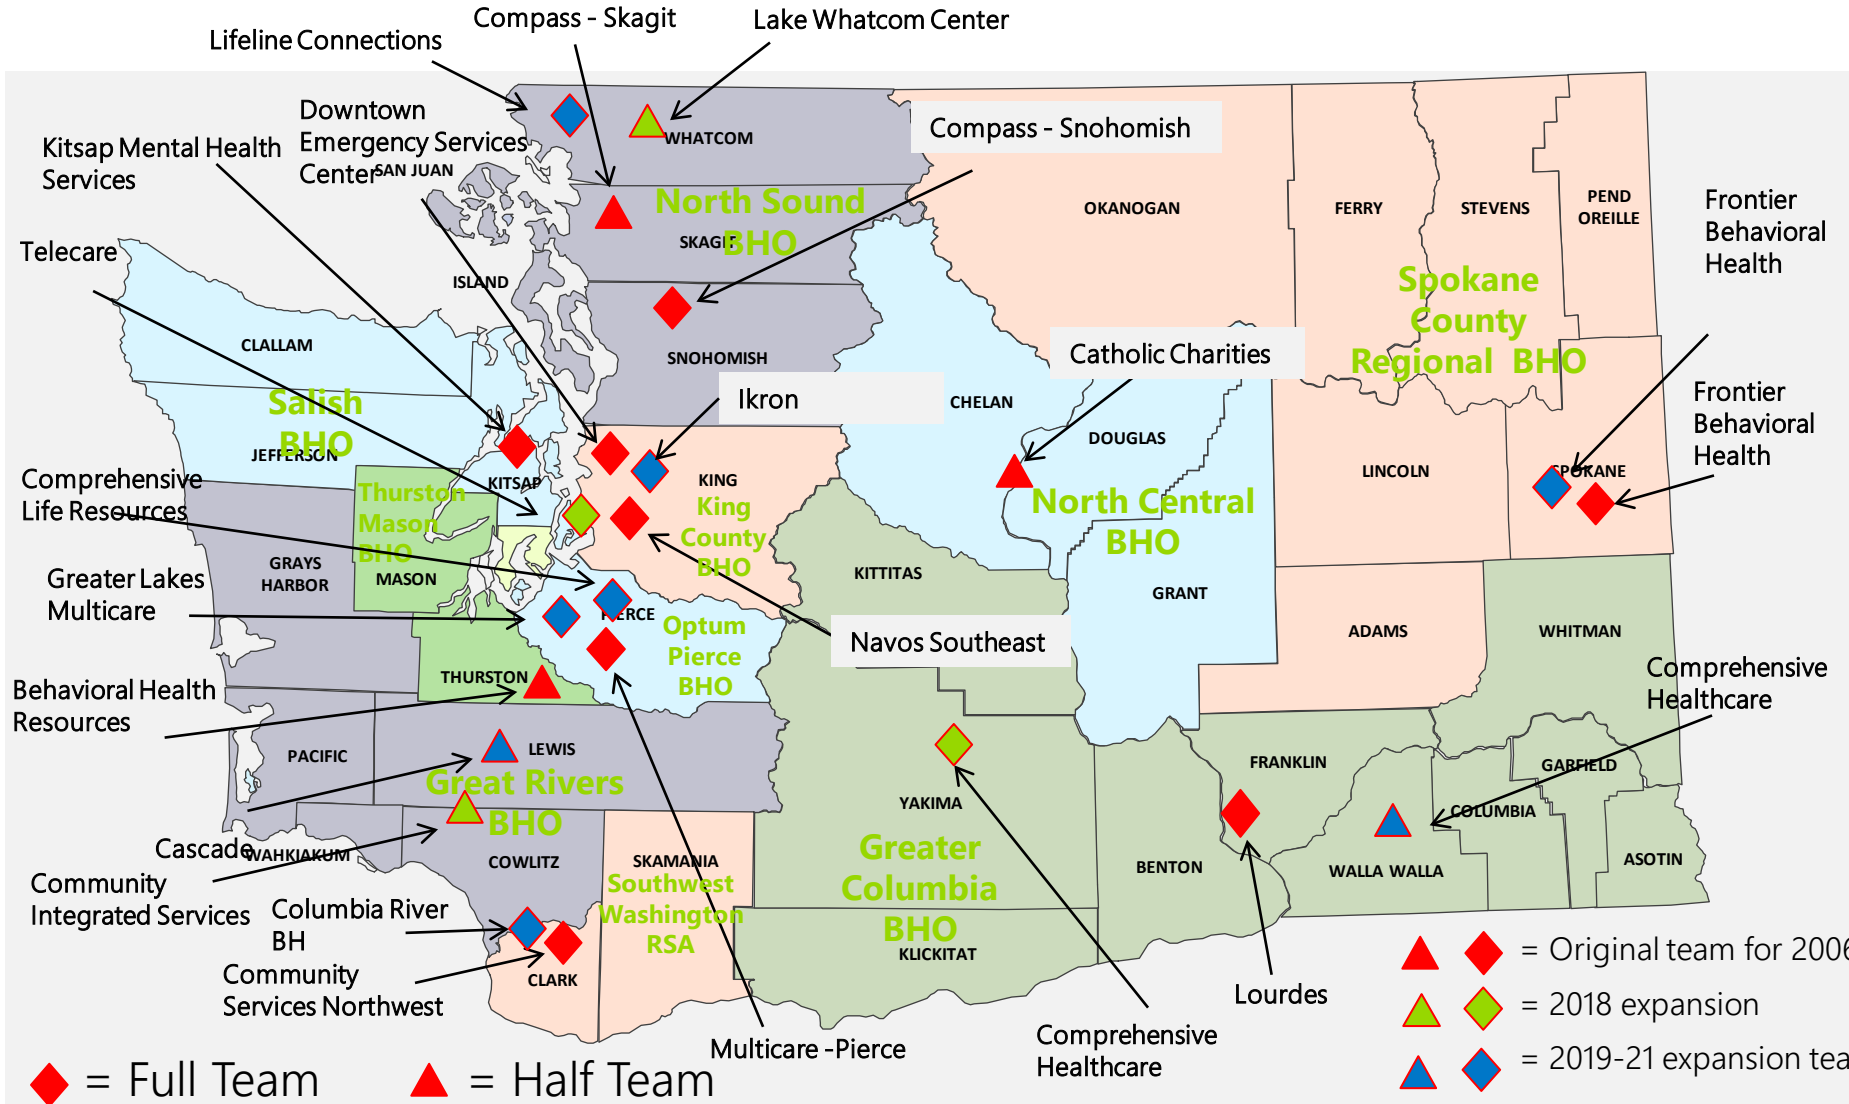 Compass - Skagit
Lake Whatcom Center
Lifeline Connections
Downtown
Emergency Services
Center
Kitsap Mental Health
Services
Compass - Snohomish
WHATCOM
SAN JUAN
North Sound
BHO
SKAGIT
OKANOGAN
FERRY
STEVENS
PEND
OREILLE
Frontier
Behavioral
Health
Telecare
ISLAND
Spokane
County
Regional BHO
CLALLAM
SNOHOMISH
Catholic Charities
Ikron
CHELAN
Salish
BHO
JEFFERSON
DOUGLAS
Frontier
Behavioral
Health
Comprehensive
Life Resources
KITSAP
KING
King
County
BHO
LINCOLN
SPOKANE
Thurston
Mason
BHO
North Central
BHO
GRAYS
HARBOR
MASON
KITTITAS
GRANT
Greater Lakes
Multicare
PIERCE
Optum
Pierce
BHO
Navos Southeast
ADAMS
WHITMAN
Behavioral Health
Resources
THURSTON
Comprehensive
Healthcare
PACIFIC
LEWIS
Great Rivers
BHO
YAKIMA
FRANKLIN
GARFIELD
COLUMBIA
Cascade
WAHKIAKUM
COWLITZ
SKAMANIA
Southwest
Washington
RSA
Greater
Columbia
BHO
BENTON
WALLA WALLA
ASOTIN
Community
Integrated Services
Columbia River
BH
Community
Services Northwest
CLARK
KLICKITAT
Lourdes
Comprehensive
Healthcare
Multicare -Pierce
= Original team for 2006
= 2018 expansion
= 2019-21 expansion tea
= Full Team
= Half Team